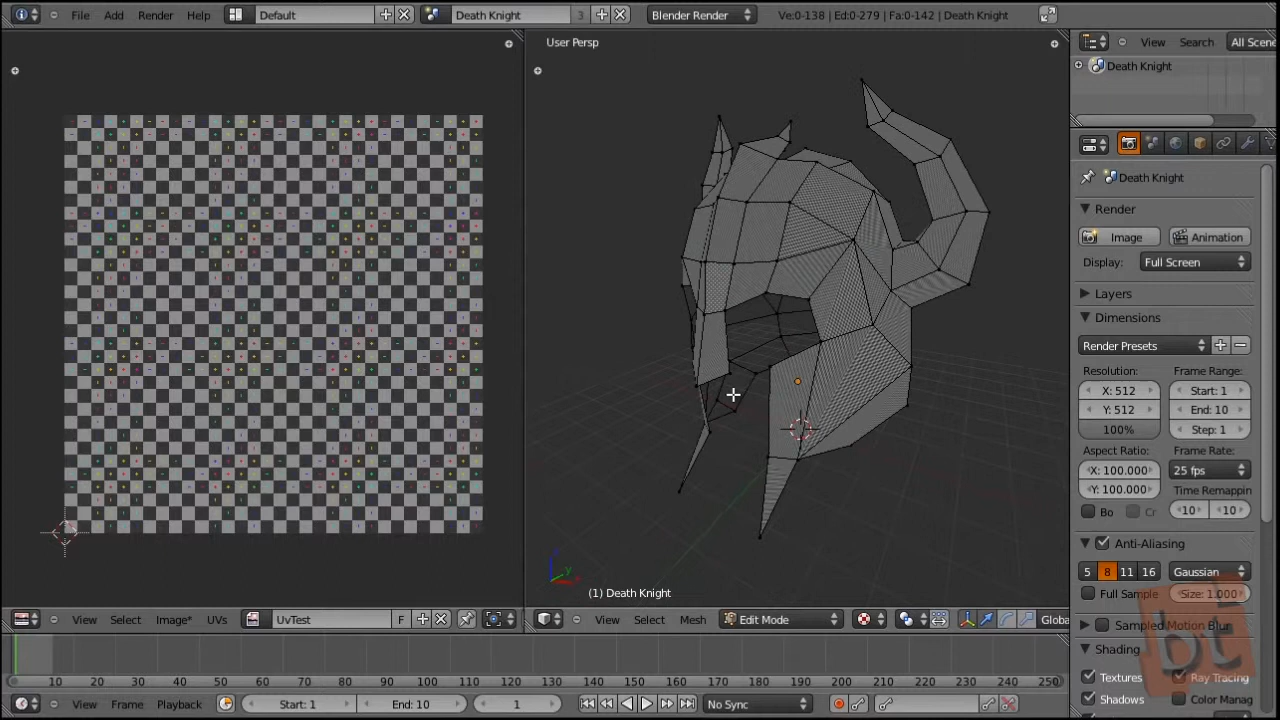 File Add Render Help Default Death Knight 3 Blender Render Ve:0-138 | Ed:0-279 | Fa:0-142 | Death Knight
User Persp
View Search All Scene
Death Knight
Death Knight
Render
Image Animation
Display: Full Screen
Layers
Dimensions
Render Presets
Resolution: Frame Range:
X: 512 Start: 1
Y: 512 End: 10
100% Step: 1
Aspect Ratio: Frame Rate:
X: 100.000 25 fps
Y: 100.000 Time Remappin
Bo Cr 10 10
Anti-Aliasing
5 8 11 16 Gaussian
Full Sample Size: 1.000
Sampled Motion Blur
Shading
Textures Ray Tracing
Shadows Color Manag
z
y
x
(1) Death Knight
View Select Image* UVs UvTest F
View Select Mesh Edit Mode Global
10 20 30 40 50 60 70 80 90 100 110 120 130 140 150 160 170 180 190 200 210 220 230 240 250
View Frame Playback Start: 1 End: 10 1 No Sync
bt